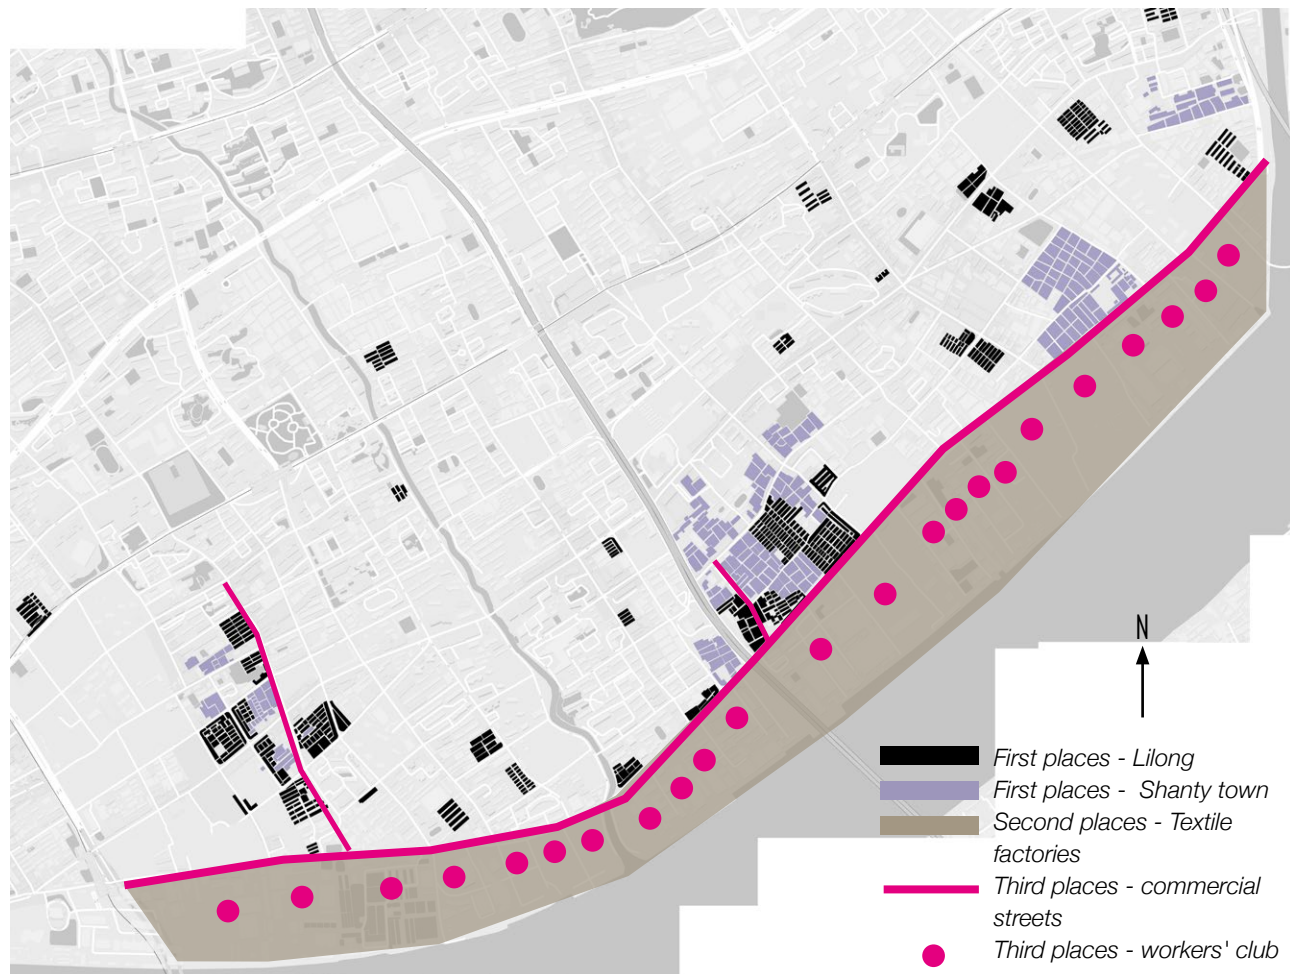 N
First places - Lilong
First places - Shanty town
Second places - Textile
factories
Third places - commercial
streets
Third places - workers' club